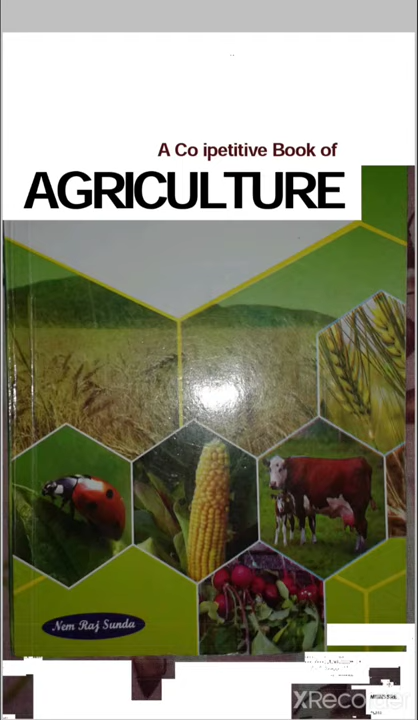 A Co ipetitive Book of
AGRICULTURE
Nem Raj Sunda
XRecorder